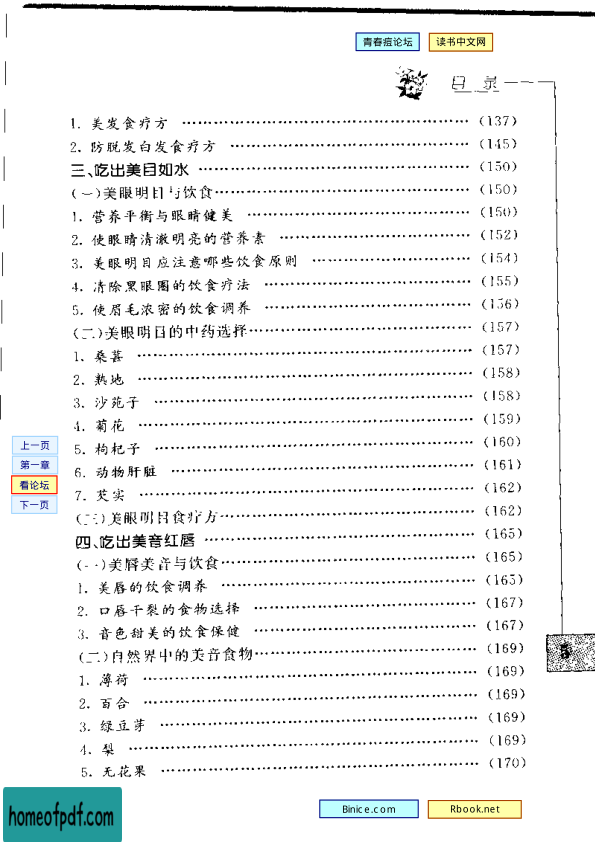 青春痘论坛 读书中文网
目录
1. 美发食疗方 (137)
2. 防脱发白发食疗方 (145)
三、吃出美目如水 (150)
(一)美眼明目与饮食 (150)
1. 营养平衡与眼睛健美 (150)
2. 使眼睛清澈明亮的营养素 (152)
3. 美眼明目应注意哪些饮食原则 (154)
4. 清除黑眼圈的饮食疗法 (155)
5. 使眉毛浓密的饮食调养 (156)
(二)美眼明目的中药选择 (157)
1. 桑葚 (157)
2. 熟地 (158)
3. 沙苑子 (158)
4. 菊花 (159)
5. 枸杞子 (160)
6. 动物肝脏 (161)
7. 芡实 (162)
(三)美眼明目食疗方 (162)
四、吃出美音红唇 (165)
(一)美唇美音与饮食 (165)
1. 美唇的饮食调养 (165)
2. 口唇干裂的食物选择 (167)
3. 音色甜美的饮食保健 (167)
(二)自然界中的美音食物 (169)
1. 薄荷 (169)
2. 百合 (169)
3. 绿豆芽 (169)
4. 梨 (169)
5. 无花果 (170)
上一页
第一章
看论坛
下一页
5
homeofpdf.com
Binice.com Rbook.net